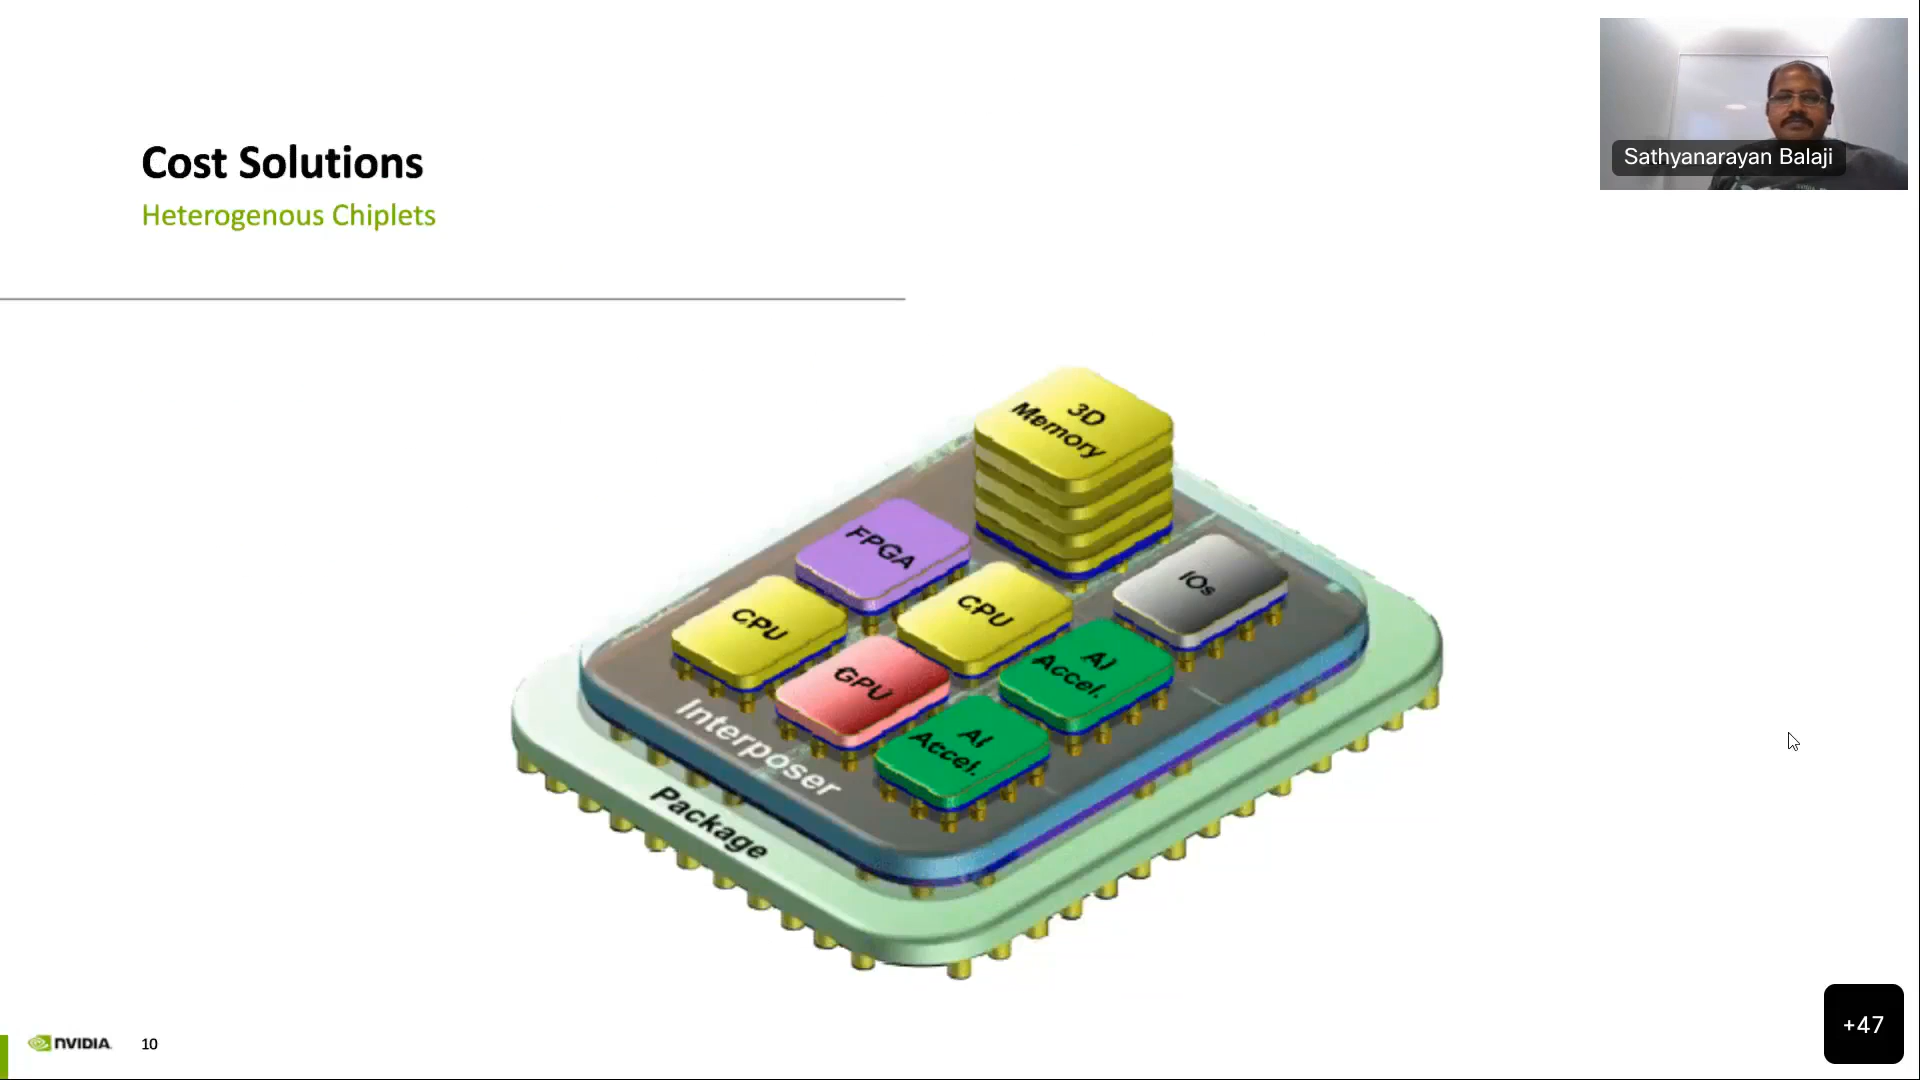 Cost Solutions
Heterogenous Chiplets
Sathyanarayan Balaji
3D
Memory
FPGA
IOs
CPU
CPU
AI
Accel.
GPU
AI
Accel.
Interposer
Package
NVIDIA
10
+47